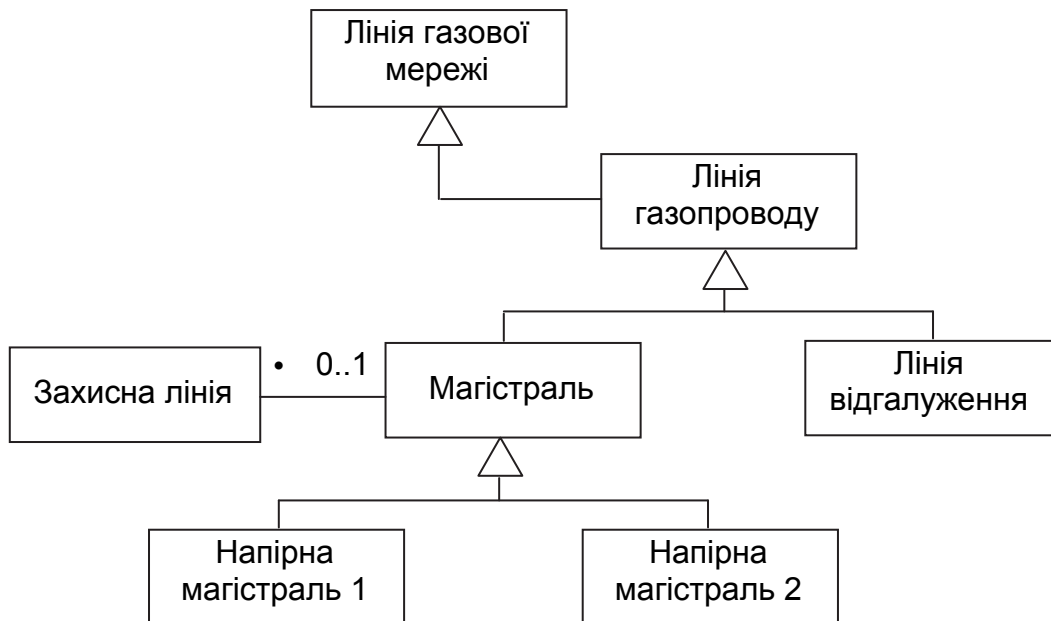 Лінія газової
мережі
Лінія
газопроводу
Захисна лінія
• 0..1
Магістраль
Лінія
відгалуження
Напірна
магістраль 1
Напірна
магістраль 2